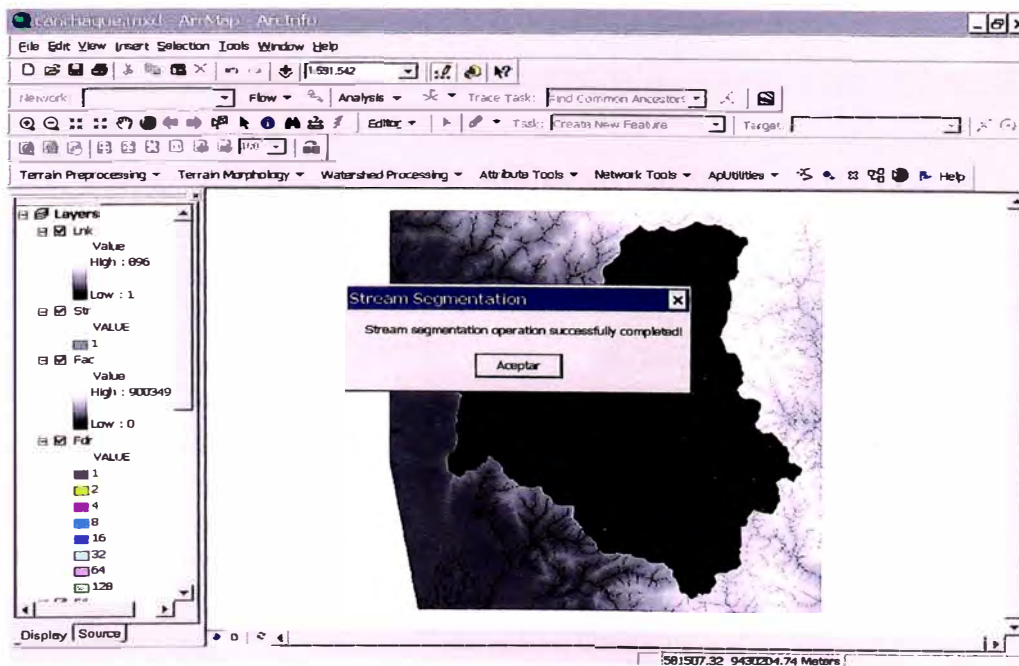 canchaque.mxd - ArcMap - ArcInfo
File Edit View Insert Selection Tools Window Help
1:591.542
Network: Flow Analysis Trace Task: Find Common Ancestors
Editor Task: Create New Feature Target:
Terrain Preprocessing Terrain Morphology Watershed Processing Attribute Tools Network Tools ApUtilities Help
Layers
Lnk
Value
High : 896
Low : 1
Str
VALUE
1
Fac
Value
High : 900349
Low : 0
Fdr
VALUE
1
2
4
8
16
32
64
128
Stream Segmentation
Stream segmentation operation successfully completed!
Aceptar
Display Source
581507.32 9430204.74 Meters